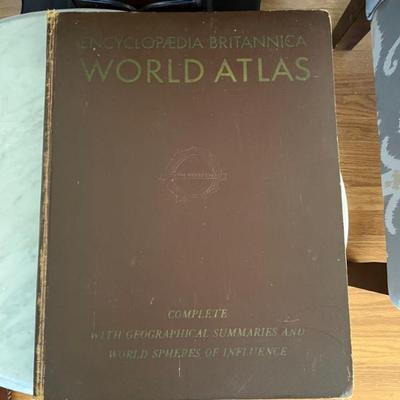 ENCYCLOPÆDIA BRITANNICA
WORLD ATLAS
COMPLETE
WITH GEOGRAPHICAL SUMMARIES AND
WORLD SPHERES OF INFLUENCE